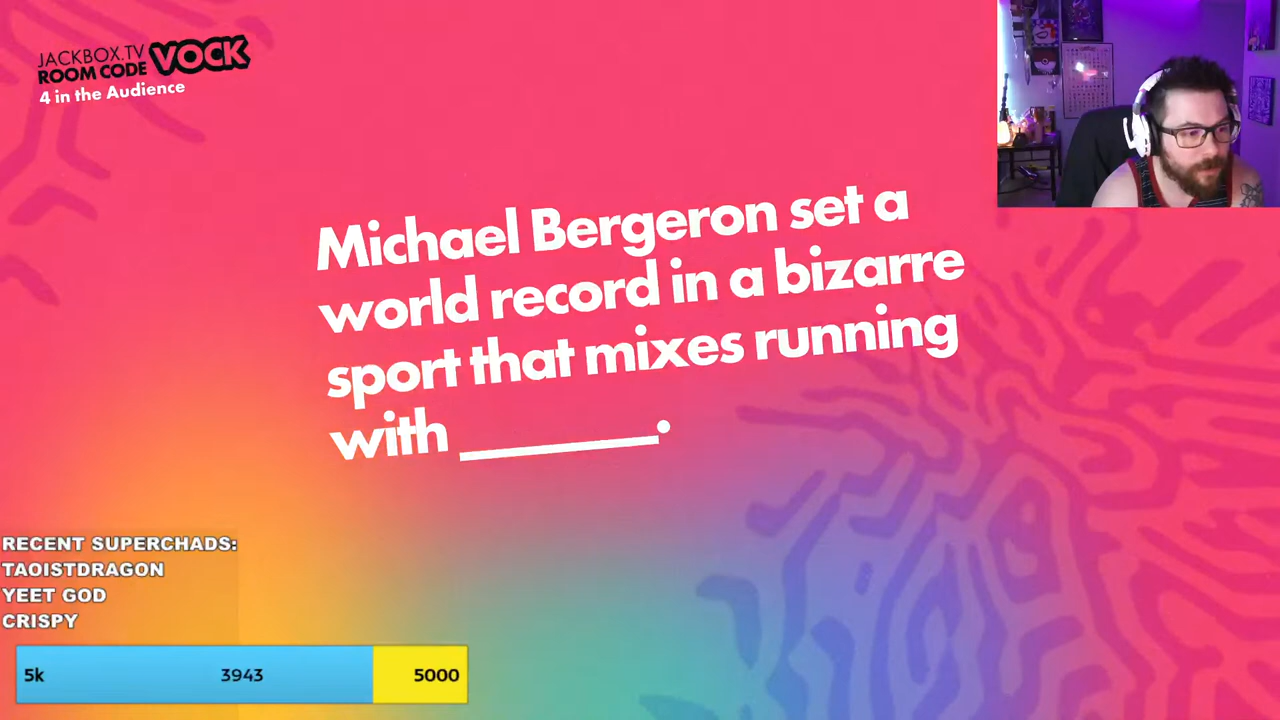 JACKBOX.TV
ROOM CODE VOCK
4 in the Audience
Michael Bergeron set a
world record in a bizarre
sport that mixes running
with ________.
RECENT SUPERCHADS:
TAOISTDRAGON
YEET GOD
CRISPY
5k 3943 5000